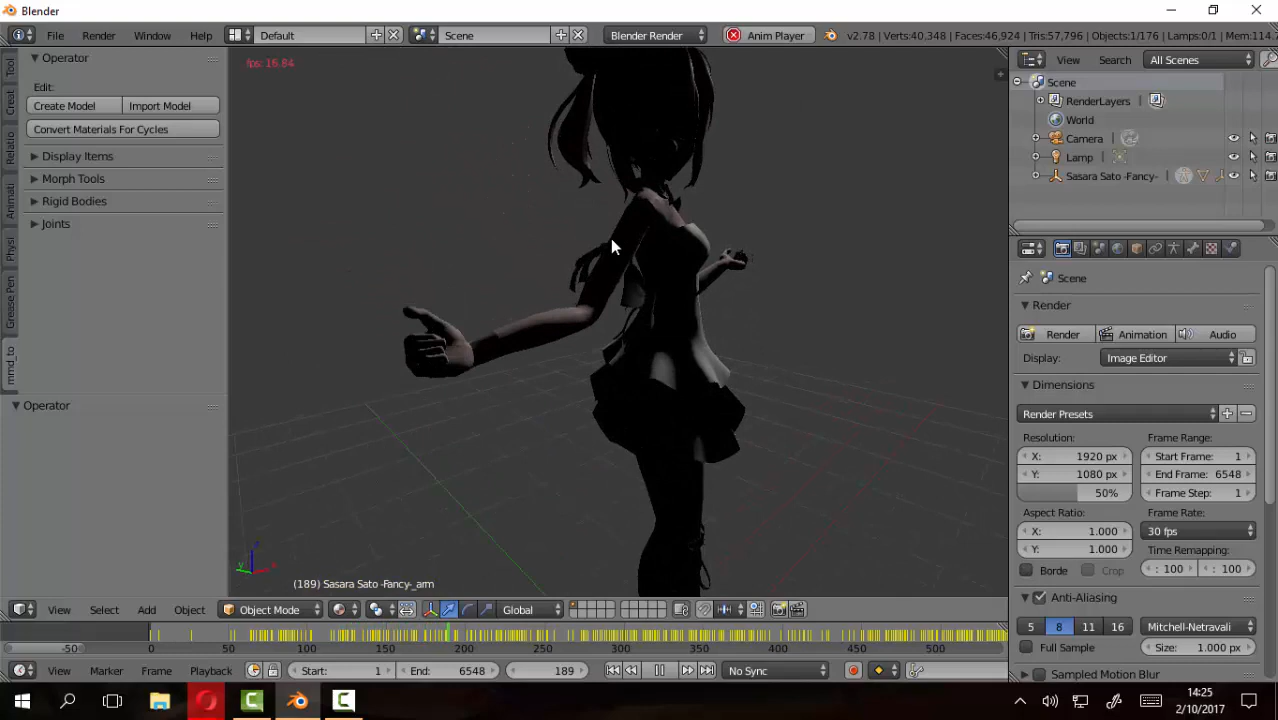 Blender
File Render Window Help Default Scene Blender Render Anim Player v2.78 | Verts:40,348 | Faces:46,924 | Tris:57,796 | Objects:1/176 | Lamps:0/1 | Mem:114.
fps: 16.84
Tool
Creat
Relatio
Animati
Physi
Grease Pen
mmd_to
Operator
Edit:
Create Model Import Model
Convert Materials For Cycles
Display Items
Morph Tools
Rigid Bodies
Joints
Operator
(189) Sasara Sato -Fancy-_arm
View Search All Scenes
Scene
RenderLayers
World
Camera
Lamp
Sasara Sato -Fancy-
Scene
Render
Render Animation Audio
Display: Image Editor
Dimensions
Render Presets
Resolution: Frame Range:
X: 1920 px Start Frame: 1
Y: 1080 px End Frame: 6548
50% Frame Step: 1
Aspect Ratio: Frame Rate:
X: 1.000 30 fps
Y: 1.000 Time Remapping:
Borde Crop : 100 : 100
Anti-Aliasing
5 8 11 16 Mitchell-Netravali
Full Sample Size: 1.000 px
Sampled Motion Blur
View Select Add Object Object Mode Global
-50 0 50 100 150 200 250 300 350 400 450 500
View Marker Frame Playback Start: 1 End: 6548 189 No Sync
14:25
2/10/2017